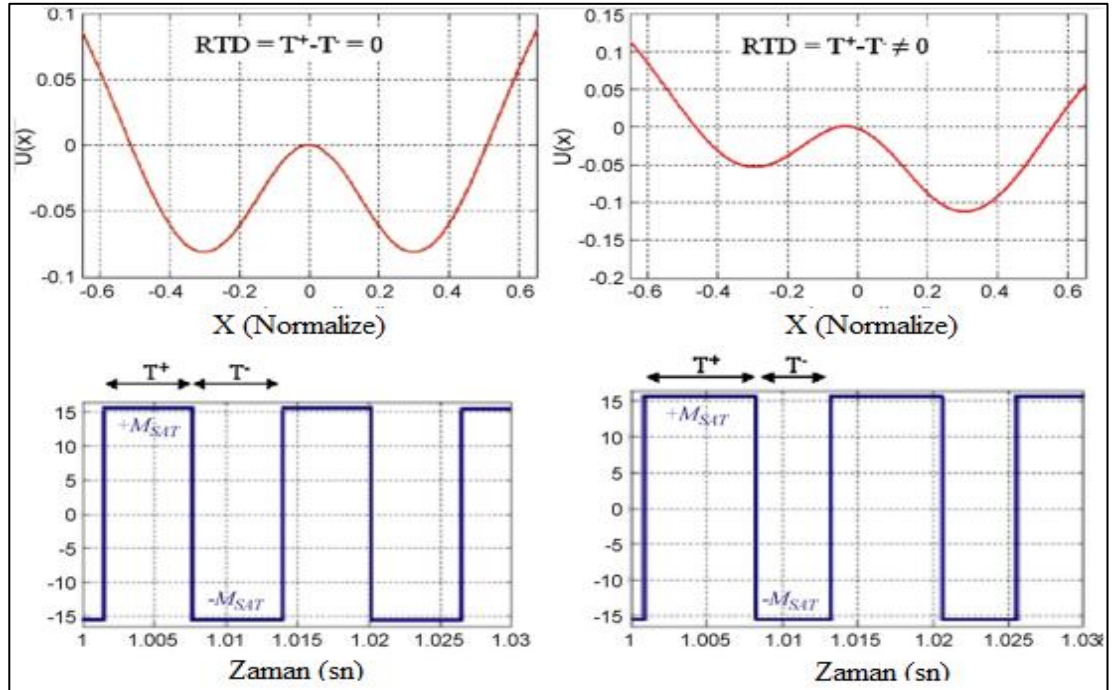 RTD = T⁺-T⁻ = 0
0.1
0.05
0
-0.05
-0.1
U(x)
-0.6 -0.4 -0.2 0 0.2 0.4 0.6
X (Normalize)
RTD = T⁺-T⁻ ≠ 0
0.15
0.1
0.05
0
-0.05
-0.1
-0.15
-0.2
U(x)
-0.6 -0.4 -0.2 0 0.2 0.4 0.6
X (Normalize)
T⁺ T⁻
15
10
5
0
-5
-10
-15
+M_SAT
-M_SAT
1 1.005 1.01 1.015 1.02 1.025 1.03
Zaman (sn)
T⁺ T⁻
15
10
5
0
-5
-10
-15
+M_SAT
-M_SAT
1 1.005 1.01 1.015 1.02 1.025
Zaman (sn)